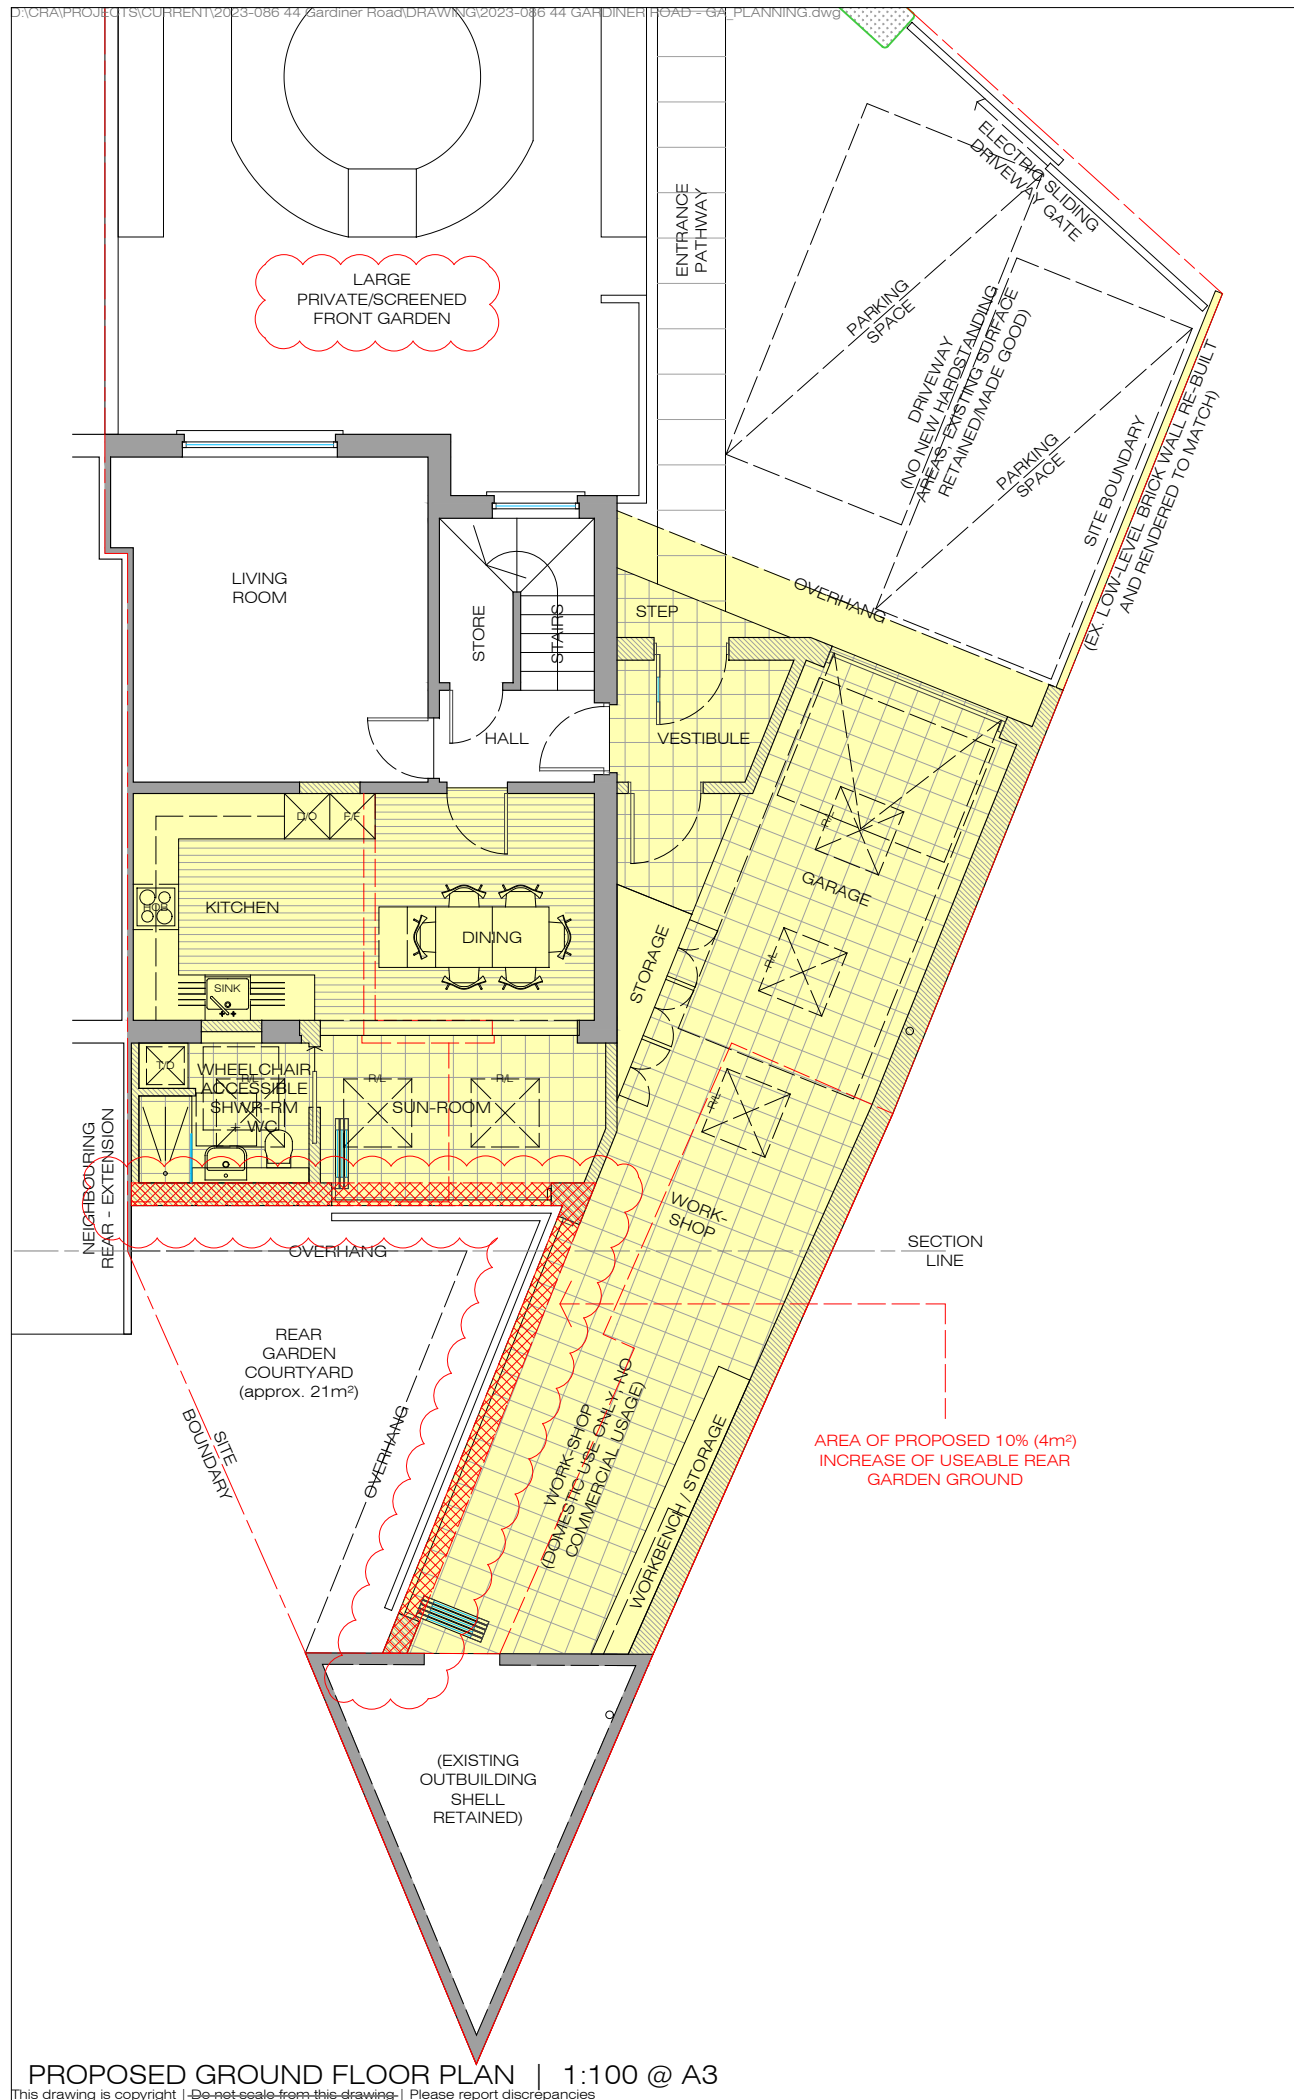 D:\CRA\PROJECTS\CURRENT\2023-086 44 Gardiner Road\DRAWING\2023-086 44 GARDINER ROAD - GA_PLANNING.dwg
ELECTRIC SLIDING
DRIVEWAY GATE
ENTRANCE
PATHWAY
LARGE
PRIVATE/SCREENED
FRONT GARDEN
PARKING
SPACE
DRIVEWAY
(NO NEW HARDSTANDING
AREAS, EXISTING SURFACE
RETAINED/MADE GOOD)
PARKING
SPACE
SITE BOUNDARY
(EX. LOW-LEVEL BRICK WALL RE-BUILT
AND RENDERED TO MATCH)
LIVING
ROOM
STORE
STAIRS
STEP
OVERHANG
HALL
VESTIBULE
D/O
F/F
HOB
KITCHEN
DINING
SINK
GARAGE
R/L
STORAGE
R/L
T/D
WHEELCHAIR
ACCESSIBLE
SHWR-RM
+ WC
R/L
R/L
R/L
SUN-ROOM
R/L
NEIGHBOURING
REAR - EXTENSION
WORK-
SHOP
OVERHANG
SECTION
LINE
REAR
GARDEN
COURTYARD
(approx. 21m²)
SITE
BOUNDARY
OVERHANG
WORK-SHOP
(DOMESTIC USE ONLY, NO
COMMERCIAL USAGE)
WORKBENCH / STORAGE
AREA OF PROPOSED 10% (4m²)
INCREASE OF USEABLE REAR
GARDEN GROUND
(EXISTING
OUTBUILDING
SHELL
RETAINED)
PROPOSED GROUND FLOOR PLAN | 1:100 @ A3
This drawing is copyright | Do not scale from this drawing | Please report discrepancies